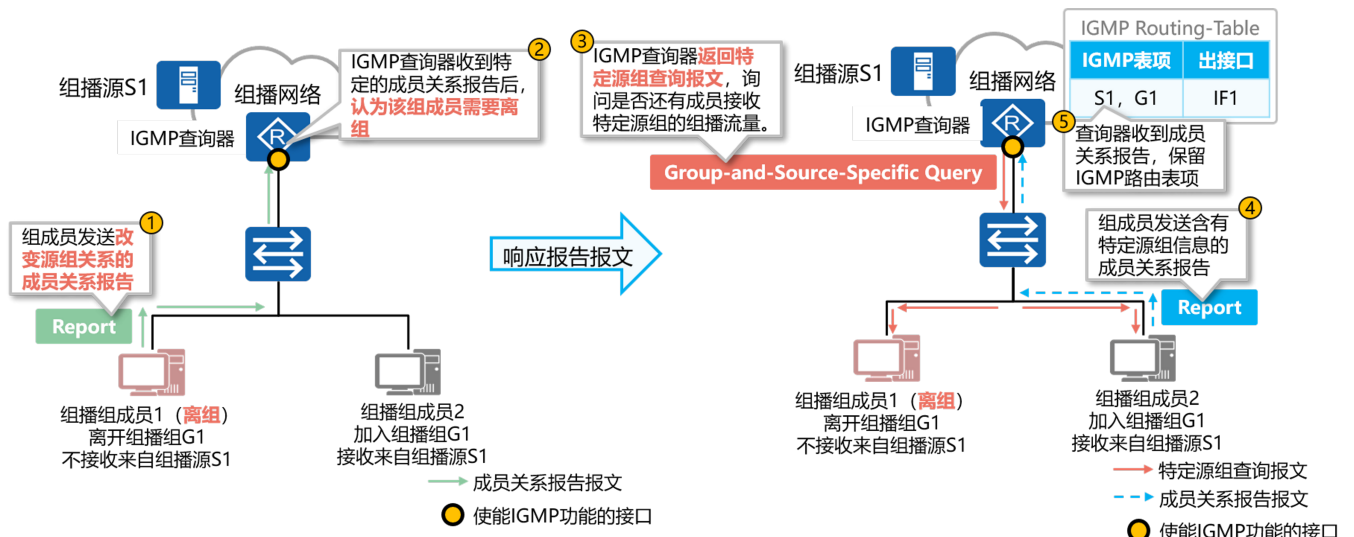 组播源S1
组播网络
IGMP查询器
②
IGMP查询器收到特
定的成员关系报告后，
认为该组成员需要离
组
①
组成员发送改
变源组关系的
成员关系报告
Report
组播组成员1（离组）
离开组播组G1
不接收来自组播源S1
组播组成员2
加入组播组G1
接收来自组播源S1
成员关系报告报文
使能IGMP功能的接口
响应报告报文
③
IGMP查询器返回特
定源组查询报文，询
问是否还有成员接收
特定源组的组播流量。
Group-and-Source-Specific Query
组播源S1
组播网络
IGMP查询器
IGMP Routing-Table
IGMP表项 出接口
S1，G1 IF1
⑤
查询器收到成员
关系报告，保留
IGMP路由表项
④
组成员发送含有
特定源组信息的
成员关系报告
Report
组播组成员1（离组）
离开组播组G1
不接收来自组播源S1
组播组成员2
加入组播组G1
接收来自组播源S1
特定源组查询报文
成员关系报告报文
使能IGMP功能的接口